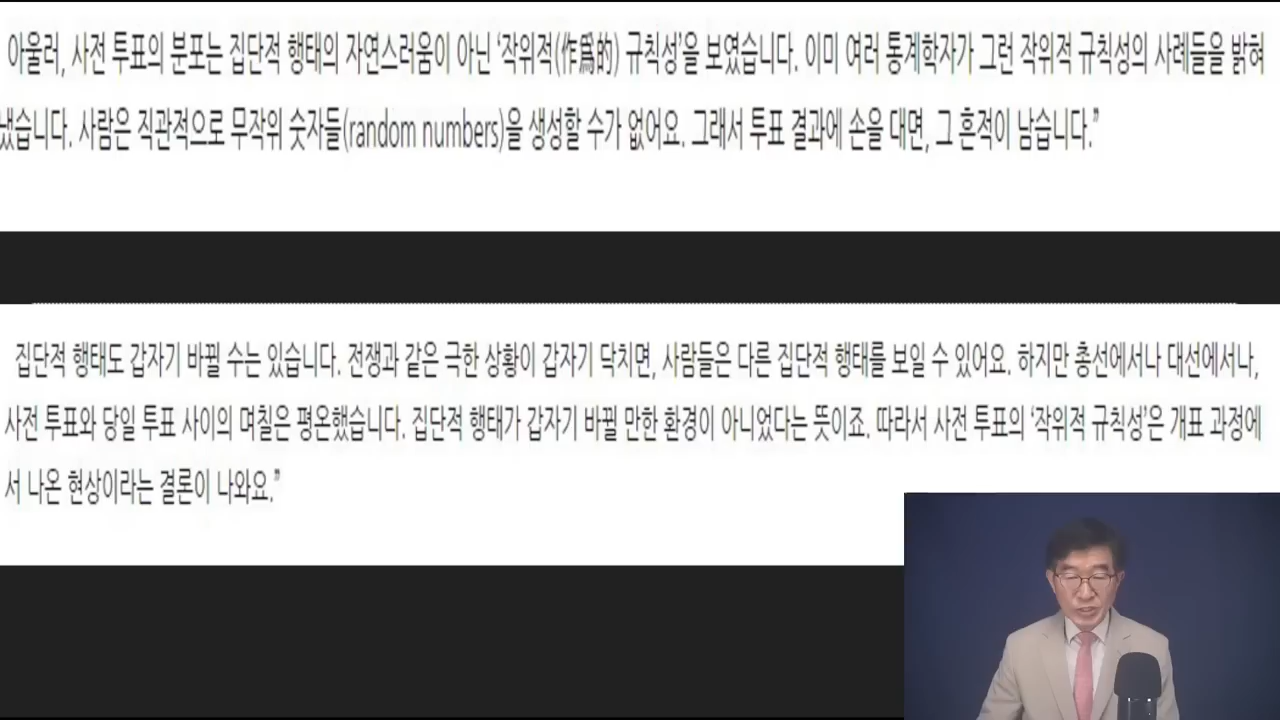 아울러, 사전 투표의 분포는 집단적 행태의 자연스러움이 아닌 ‘작위적(作爲的) 규칙성’을 보였습니다. 이미 여러 통계학자가 그런 작위적 규칙성의 사례들을 밝혀
냈습니다. 사람은 직관적으로 무작위 숫자들(random numbers)을 생성할 수가 없어요. 그래서 투표 결과에 손을 대면, 그 흔적이 남습니다.”
집단적 행태도 갑자기 바뀔 수는 있습니다. 전쟁과 같은 극한 상황이 갑자기 닥치면, 사람들은 다른 집단적 행태를 보일 수 있어요. 하지만 총선에서나 대선에서나,
사전 투표와 당일 투표 사이의 며칠은 평온했습니다. 집단적 행태가 갑자기 바뀔 만한 환경이 아니었다는 뜻이죠. 따라서 사전 투표의 ‘작위적 규칙성’은 개표 과정에
서 나온 현상이라는 결론이 나와요.”